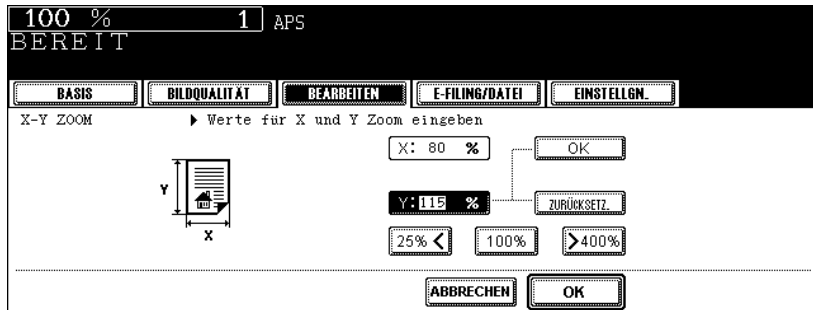 100 % 1 APS
BEREIT
BASIS BILDQUALITÄT BEARBEITEN E-FILING/DATEI EINSTELLGN.
X-Y ZOOM ▶ Werte für X und Y Zoom eingeben
X: 80 % OK
Y
Y:115 % ZURÜCKSETZ.
X
25% < 100% >400%
ABBRECHEN OK